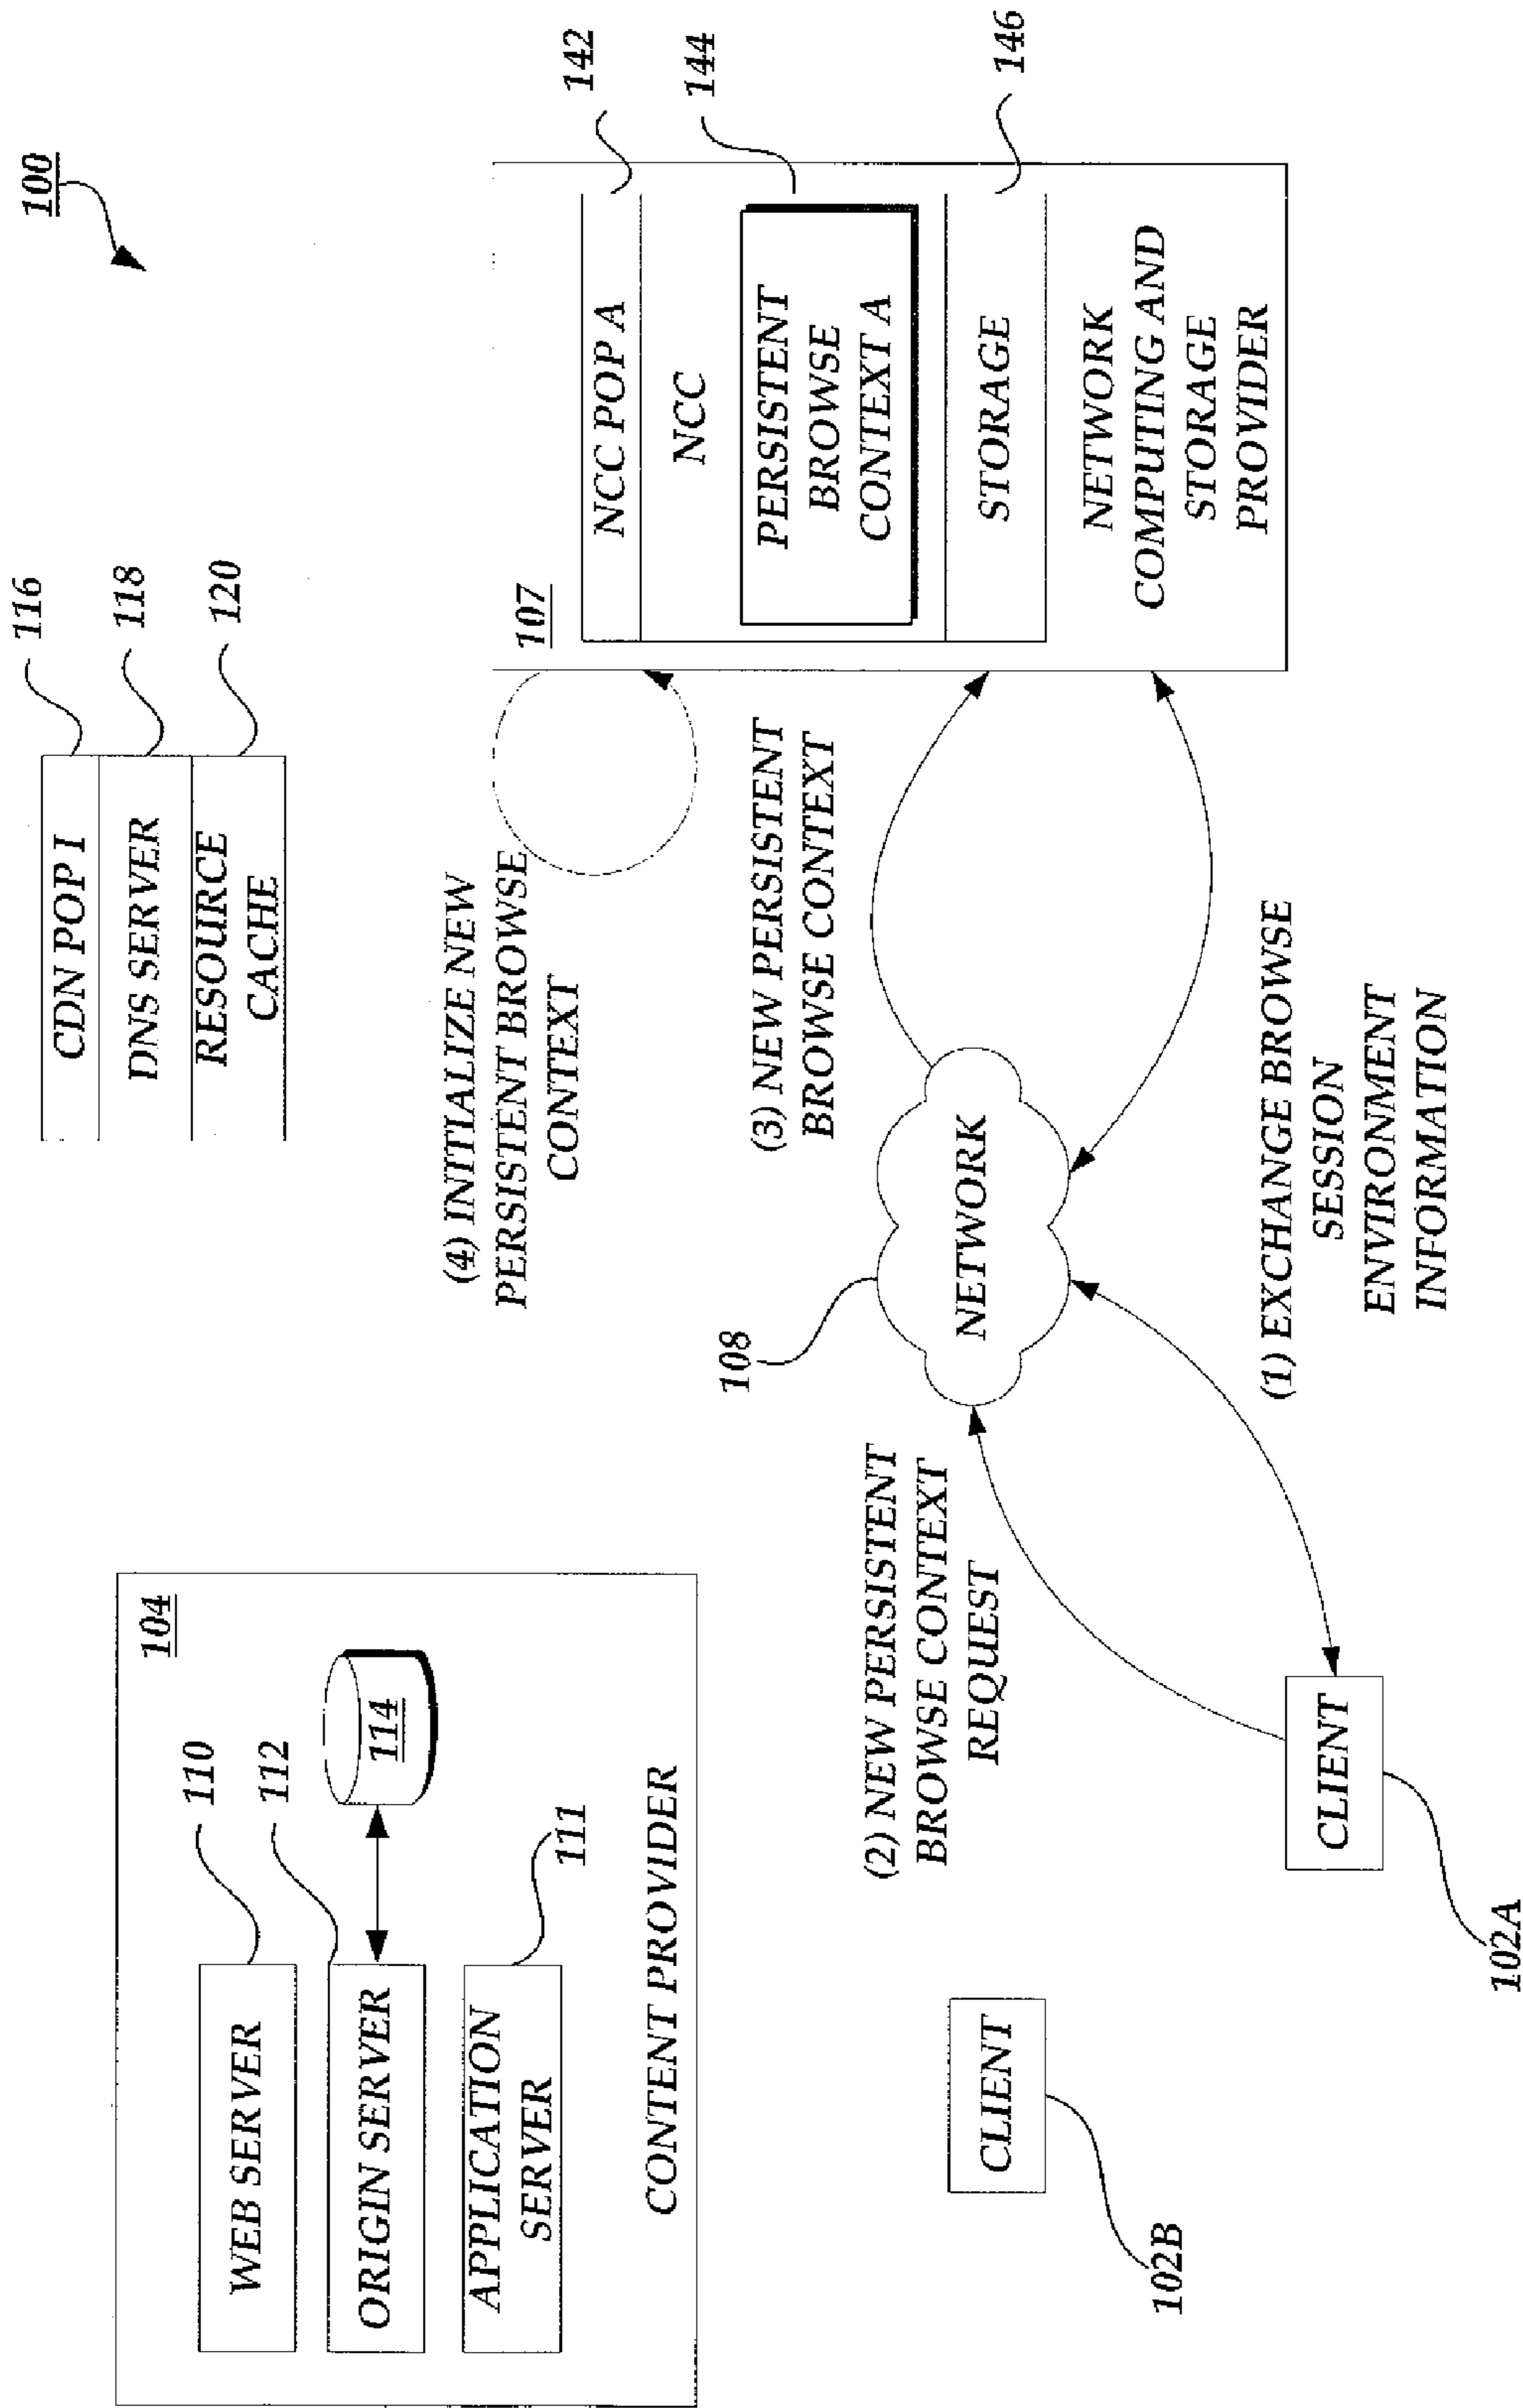 100
104
WEB SERVER
110
ORIGIN SERVER
112
114
APPLICATION
SERVER
111
CONTENT PROVIDER
CDN POP I
116
DNS SERVER
118
RESOURCE
CACHE
120
(4) INITIALIZE NEW
PERSISTENT BROWSE
CONTEXT
107
NCC POP A
142
NCC
PERSISTENT
BROWSE
CONTEXT A
144
STORAGE
146
NETWORK
COMPUTING AND
STORAGE
PROVIDER
(3) NEW PERSISTENT
BROWSE CONTEXT
108
NETWORK
(2) NEW PERSISTENT
BROWSE CONTEXT
REQUEST
(1) EXCHANGE BROWSE
SESSION
ENVIRONMENT
INFORMATION
CLIENT
102B
CLIENT
102A